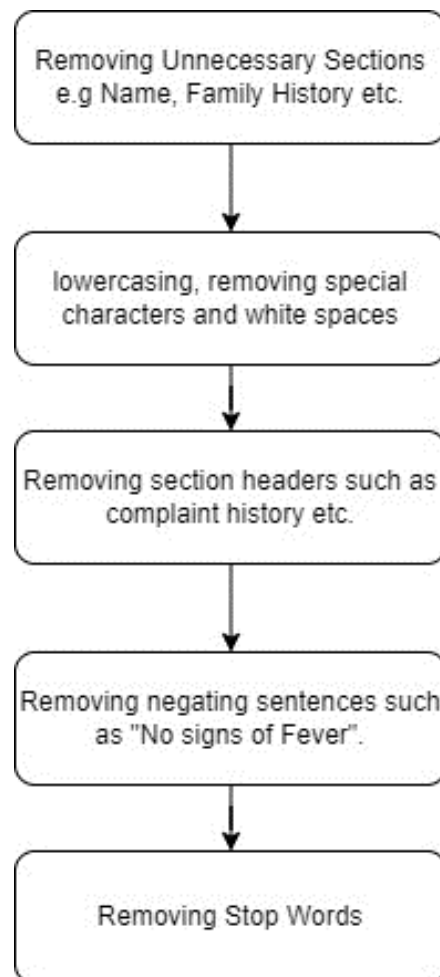 Removing Unnecessary Sections
e.g Name, Family History etc.
lowercasing, removing special
characters and white spaces
Removing section headers such as
complaint history etc.
Removing negating sentences such
as "No signs of Fever".
Removing Stop Words